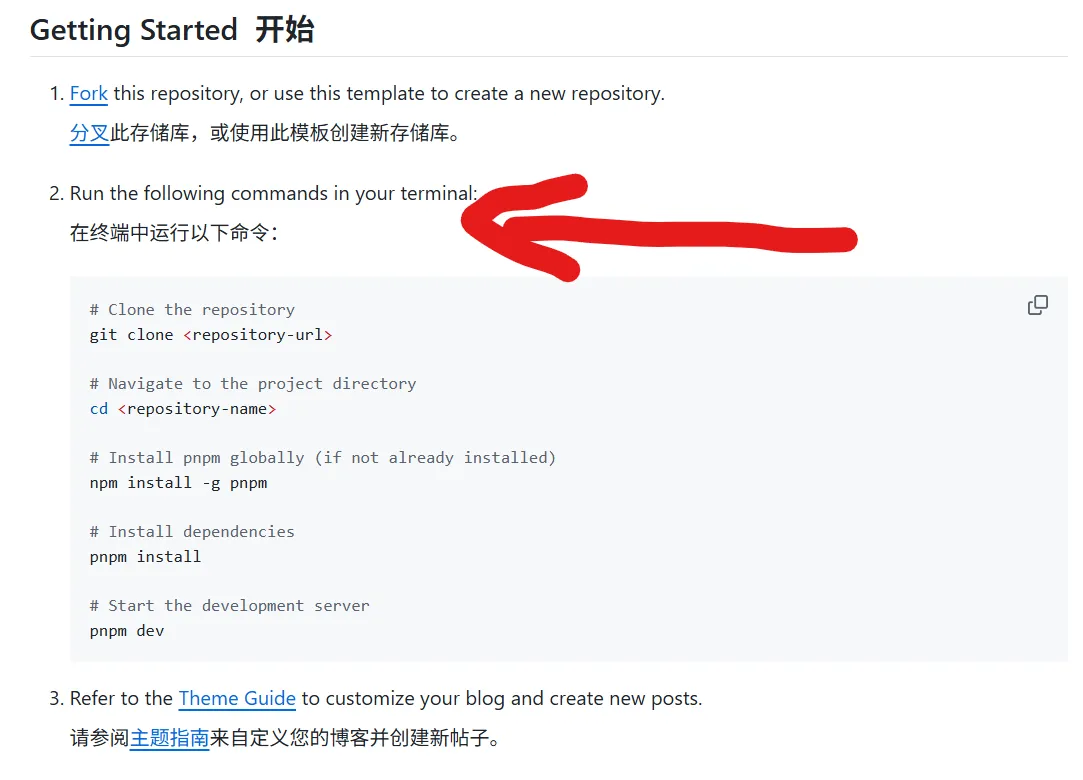 Getting Started 开始
1. Fork this repository, or use this template to create a new repository.
分叉此存储库，或使用此模板创建新存储库。
2. Run the following commands in your terminal:
在终端中运行以下命令：
# Clone the repository
git clone <repository-url>
# Navigate to the project directory
cd <repository-name>
# Install pnpm globally (if not already installed)
npm install -g pnpm
# Install dependencies
pnpm install
# Start the development server
pnpm dev
3. Refer to the Theme Guide to customize your blog and create new posts.
请参阅主题指南来自定义您的博客并创建新帖子。